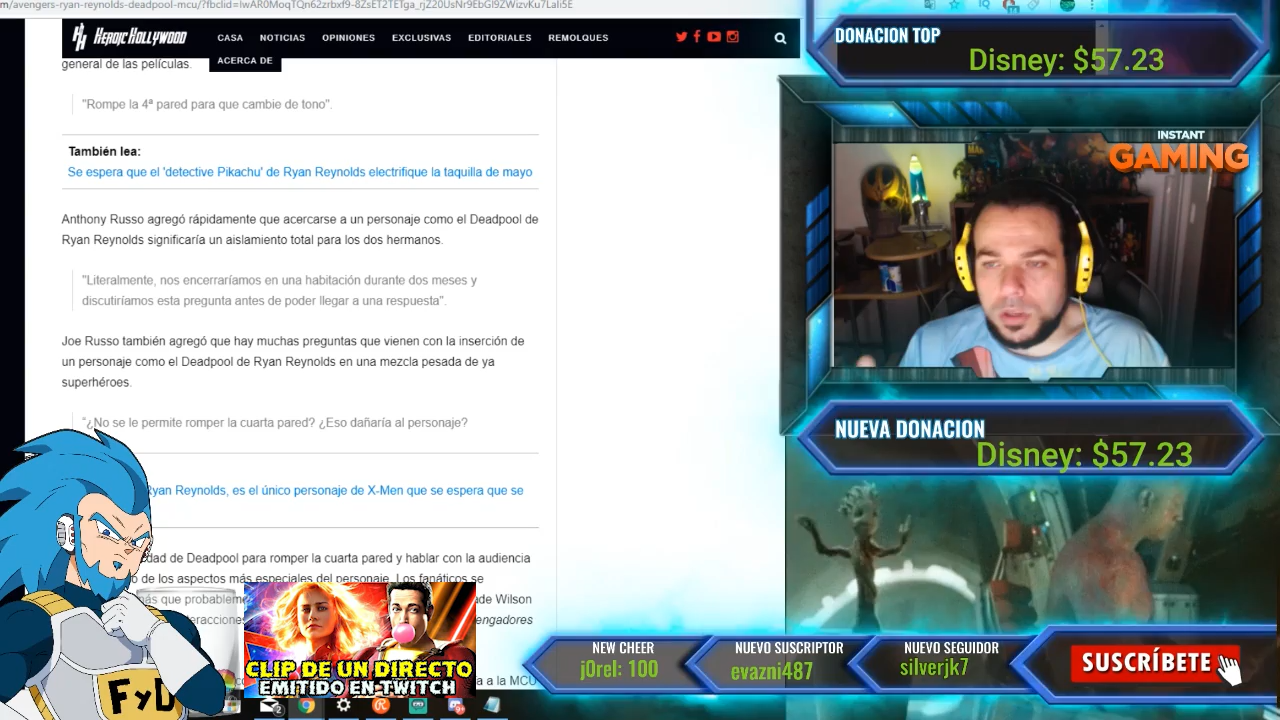 m/avengers-ryan-reynolds-deadpool-mcu/?fbclid=IwAR0MoqTQn62zrbxf9-8ZsET2TETga_rjZ20UsNr9EbGI9ZWizvKu7LaIi5E
HEROIC HOLLYWOOD
CASA NOTICIAS OPINIONES EXCLUSIVAS EDITORIALES REMOLQUES
ACERCA DE
general de las películas.
"Rompe la 4ª pared para que cambie de tono".
También lea:
Se espera que el 'detective Pikachu' de Ryan Reynolds electrifique la taquilla de mayo
Anthony Russo agregó rápidamente que acercarse a un personaje como el Deadpool de
Ryan Reynolds significaría un aislamiento total para los dos hermanos.
"Literalmente, nos encerraríamos en una habitación durante dos meses y
discutiríamos esta pregunta antes de poder llegar a una respuesta".
Joe Russo también agregó que hay muchas preguntas que vienen con la inserción de
un personaje como el Deadpool de Ryan Reynolds en una mezcla pesada de ya
superhéroes.
"¿No se le permite romper la cuarta pared? ¿Eso dañaría al personaje?
Ryan Reynolds, es el único personaje de X-Men que se espera que se
dad de Deadpool para romper la cuarta pared y hablar con la audiencia
o de los aspectos más especiales del personaje. Los fanáticos se
más que probableme
ade Wilson
teracciones
engadores
a a la MCU
FyD
CLIP DE UN DIRECTO
EMITIDO EN TWITCH
DONACION TOP
Disney: $57.23
INSTANT
GAMING
NUEVA DONACION
Disney: $57.23
NEW CHEER
j0rel: 100
NUEVO SUSCRIPTOR
evazni487
NUEVO SEGUIDOR
silverjk7
SUSCRÍBETE